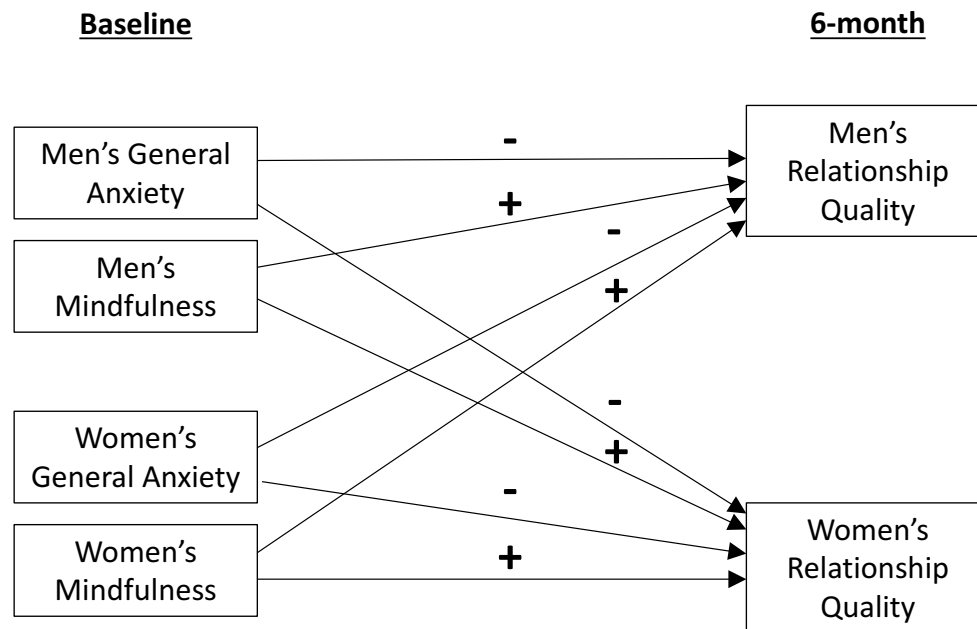 Baseline
6-month
Men’s General
Anxiety
Men’s
Mindfulness
Women’s
General Anxiety
Women’s
Mindfulness
-
+
-
+
-
+
-
+
Men’s
Relationship
Quality
Women’s
Relationship
Quality